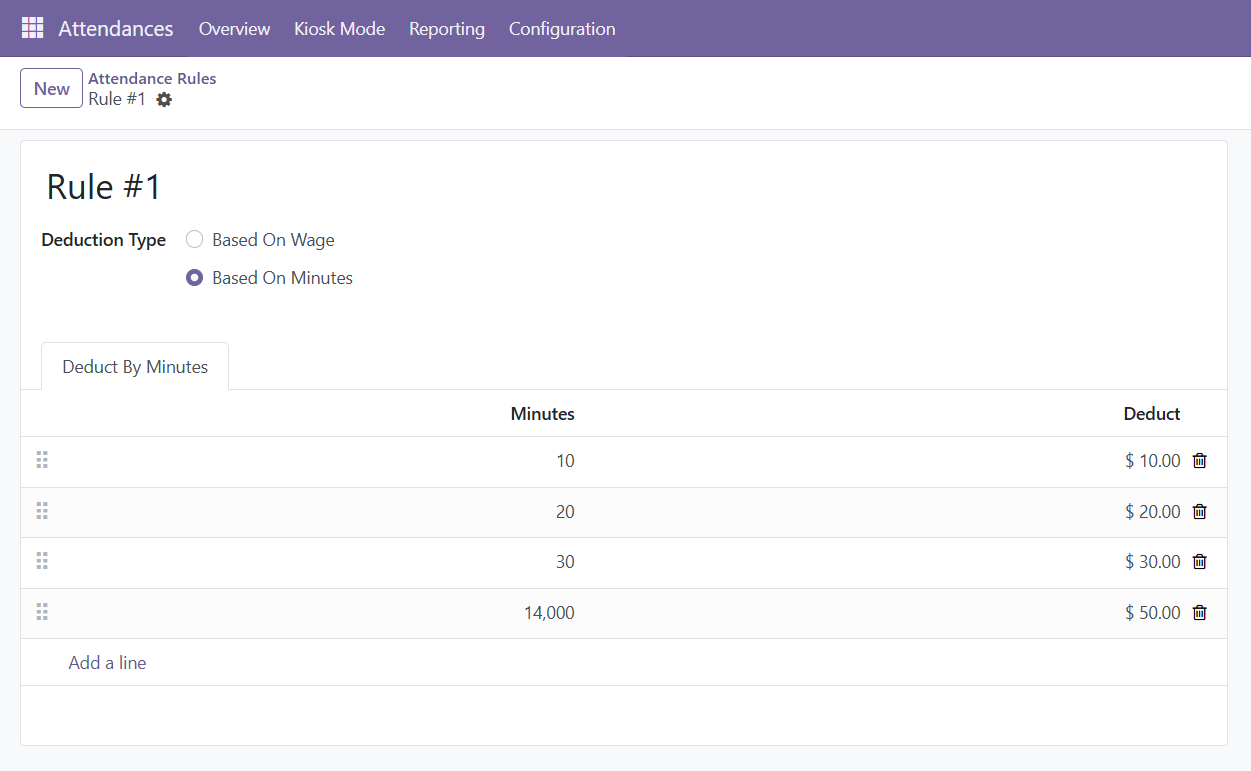 Attendances Overview Kiosk Mode Reporting Configuration
New
Attendance Rules
Rule #1
Rule #1
Deduction Type Based On Wage
Based On Minutes
Deduct By Minutes
Minutes Deduct
10 $ 10.00
20 $ 20.00
30 $ 30.00
14,000 $ 50.00
Add a line